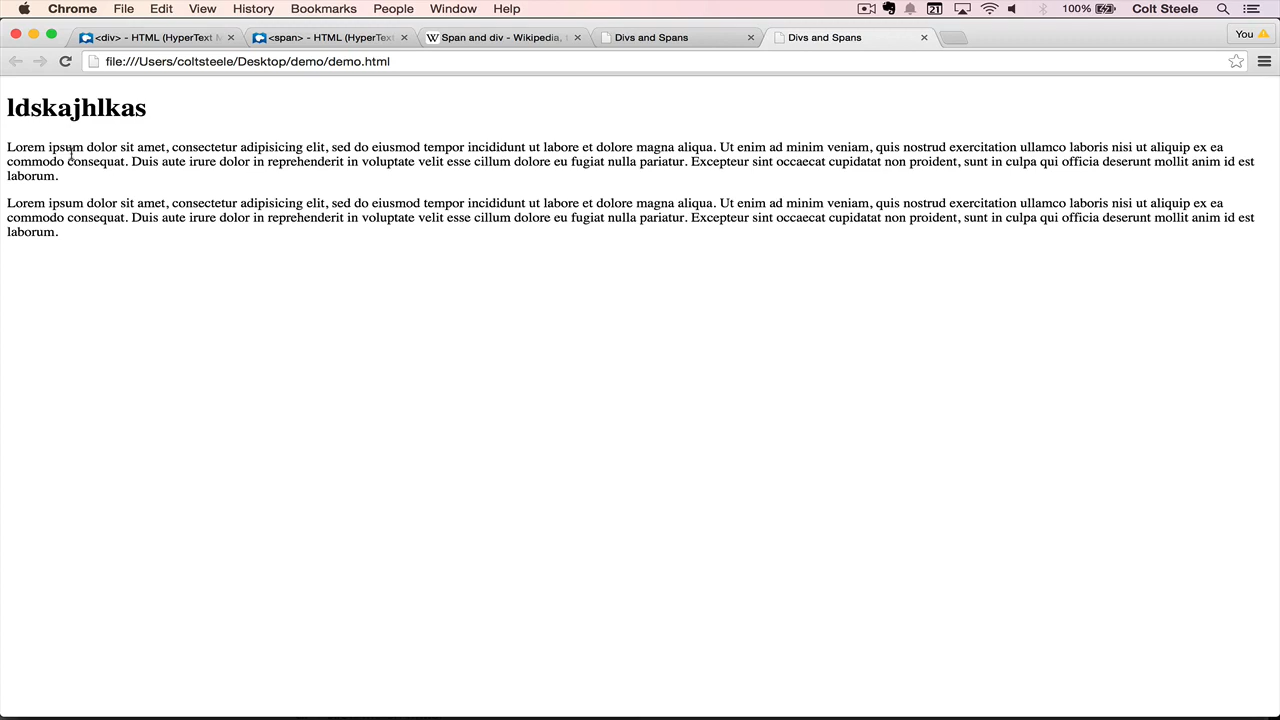 Chrome File Edit View History Bookmarks People Window Help 21 100% Colt Steele
<div> - HTML (HyperText M <span> - HTML (HyperText Span and div - Wikipedia, Divs and Spans Divs and Spans You
file:///Users/coltsteele/Desktop/demo/demo.html
ldskajhlkas
Lorem ipsum dolor sit amet, consectetur adipisicing elit, sed do eiusmod tempor incididunt ut labore et dolore magna aliqua. Ut enim ad minim veniam, quis nostrud exercitation ullamco laboris nisi ut aliquip ex ea
commodo consequat. Duis aute irure dolor in reprehenderit in voluptate velit esse cillum dolore eu fugiat nulla pariatur. Excepteur sint occaecat cupidatat non proident, sunt in culpa qui officia deserunt mollit anim id est
laborum.
Lorem ipsum dolor sit amet, consectetur adipisicing elit, sed do eiusmod tempor incididunt ut labore et dolore magna aliqua. Ut enim ad minim veniam, quis nostrud exercitation ullamco laboris nisi ut aliquip ex ea
commodo consequat. Duis aute irure dolor in reprehenderit in voluptate velit esse cillum dolore eu fugiat nulla pariatur. Excepteur sint occaecat cupidatat non proident, sunt in culpa qui officia deserunt mollit anim id est
laborum.